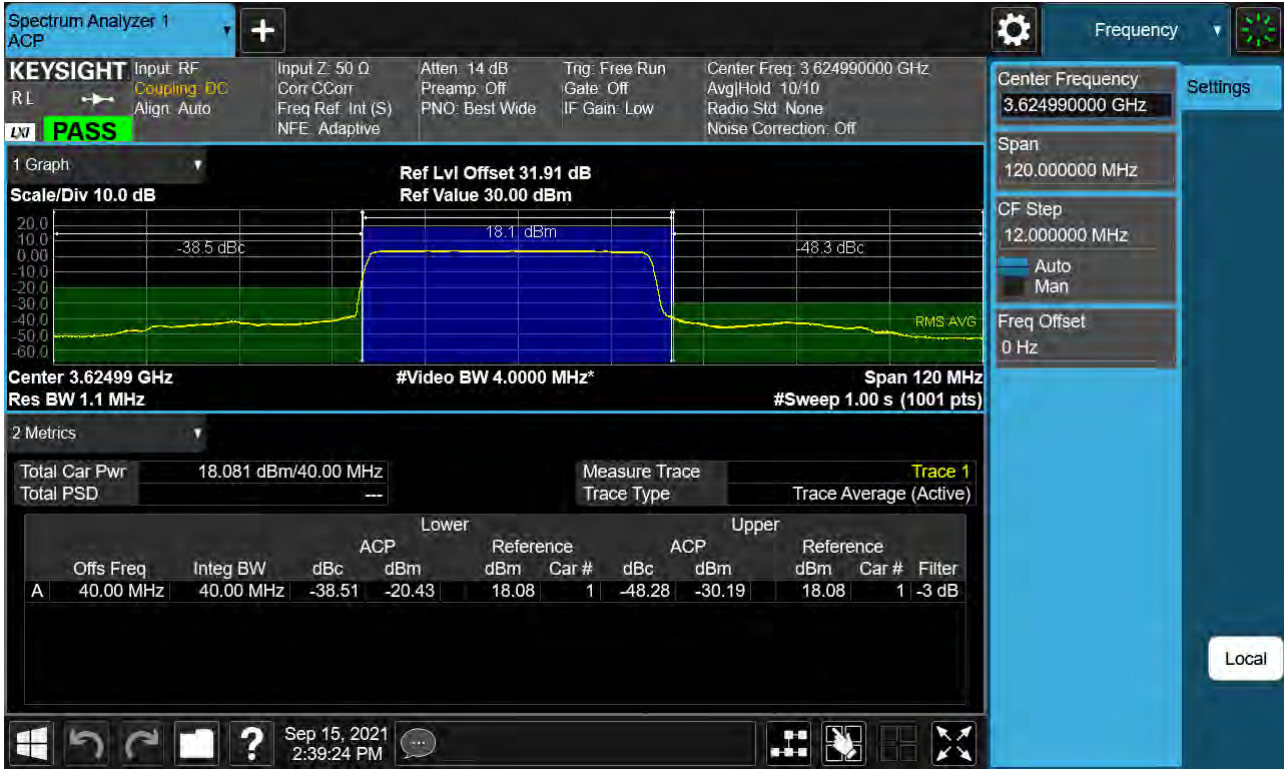 Spectrum Analyzer 1
ACP
+
Frequency
KEYSIGHT
R L
LXI
PASS
Input: RF
Coupling: DC
Align: Auto
Input Z: 50 Ω
Corr CCorr
Freq Ref: Int (S)
NFE: Adaptive
Atten: 14 dB
Preamp: Off
PNO: Best Wide
Trig: Free Run
Gate: Off
IF Gain: Low
Center Freq: 3.624990000 GHz
Avg|Hold: 10/10
Radio Std: None
Noise Correction: Off
Center Frequency
3.624990000 GHz
Settings
Span
120.000000 MHz
CF Step
12.000000 MHz
Auto
Man
Freq Offset
0 Hz
Local
1 Graph
Scale/Div 10.0 dB
Ref Lvl Offset 31.91 dB
Ref Value 30.00 dBm
20.0
10.0
0.00
-10.0
-20.0
-30.0
-40.0
-50.0
-60.0
-38.5 dBc
18.1 dBm
-48.3 dBc
RMS AVG
Center 3.62499 GHz
#Video BW 4.0000 MHz*
Span 120 MHz
Res BW 1.1 MHz
#Sweep 1.00 s (1001 pts)
2 Metrics
Total Car Pwr 18.081 dBm/40.00 MHz
Total PSD ---
Measure Trace Trace 1
Trace Type Trace Average (Active)
Lower Upper
ACP Reference ACP Reference
Offs Freq Integ BW dBc dBm dBm Car # dBc dBm dBm Car # Filter
A 40.00 MHz 40.00 MHz -38.51 -20.43 18.08 1 -48.28 -30.19 18.08 1 -3 dB
?
Sep 15, 2021
2:39:24 PM